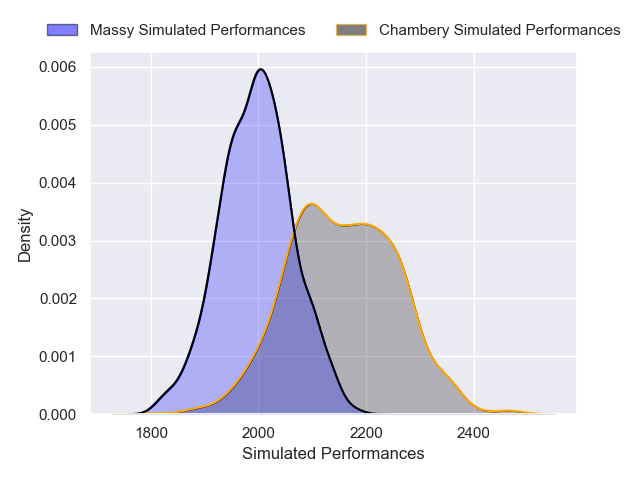 Massy Simulated Performances Chambery Simulated Performances
0.006
0.005
0.004
0.003
0.002
0.001
0.000
Density
1800 2000 2200 2400
Simulated Performances